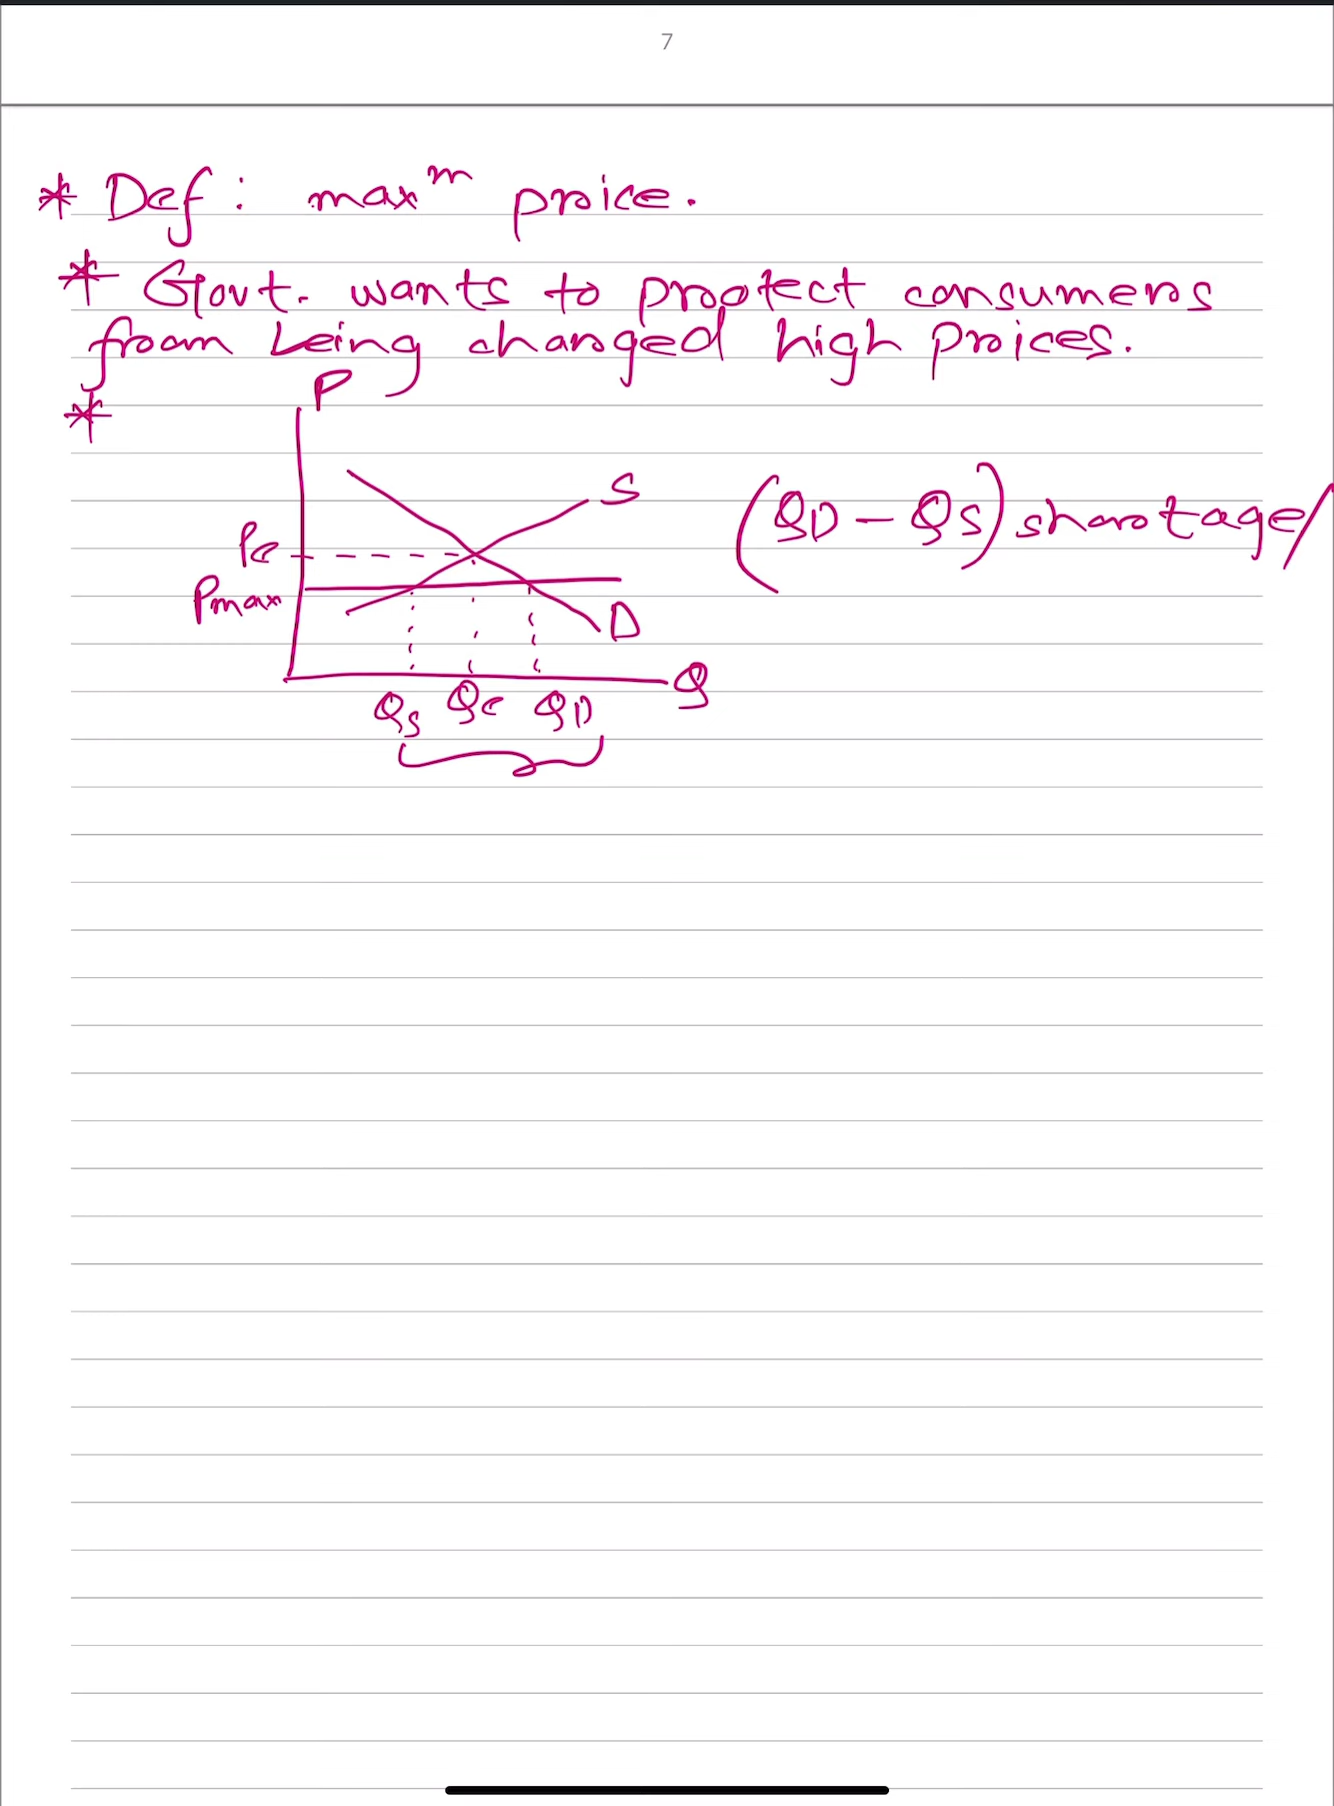 7
* Def : maxᵐ price.
* Govt. wants to protect consumers
from being charged high prices.
*
P
S
(QD - QS) shortage/
Pe
Pmax
D
Q
Qs Qe QD